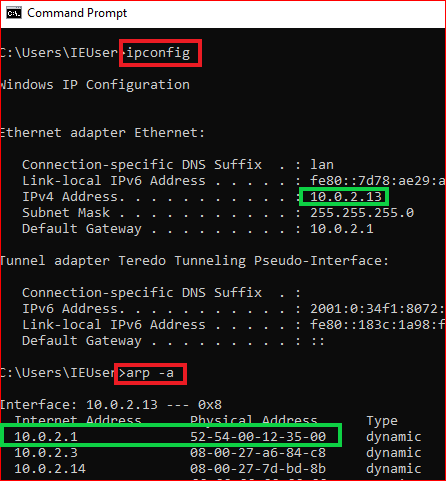 Command Prompt
C:\Users\IEUser>ipconfig
Windows IP Configuration
Ethernet adapter Ethernet:
Connection-specific DNS Suffix . : lan
Link-local IPv6 Address . . . . . : fe80::7d78:ae29:a
IPv4 Address. . . . . . . . . . . : 10.0.2.13
Subnet Mask . . . . . . . . . . . : 255.255.255.0
Default Gateway . . . . . . . . . : 10.0.2.1
Tunnel adapter Teredo Tunneling Pseudo-Interface:
Connection-specific DNS Suffix . :
IPv6 Address. . . . . . . . . . . : 2001:0:34f1:8072:
Link-local IPv6 Address . . . . . : fe80::183c:1a98:f
Default Gateway . . . . . . . . . : ::
C:\Users\IEUser>arp -a
Interface: 10.0.2.13 --- 0x8
Internet Address Physical Address Type
10.0.2.1 52-54-00-12-35-00 dynamic
10.0.2.3 08-00-27-a6-84-c8 dynamic
10.0.2.14 08-00-27-7d-bd-8b dynamic